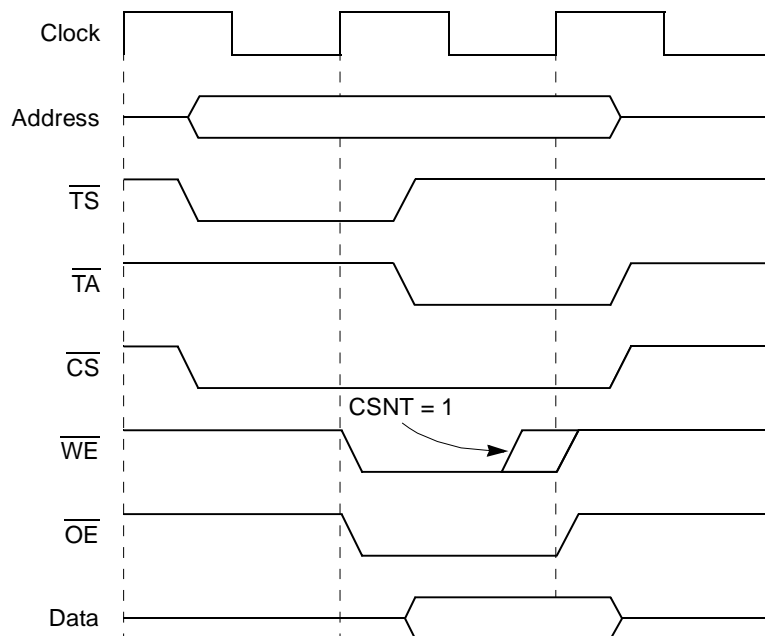 Clock
Address
TS
TA
CS
CSNT = 1
WE
OE
Data